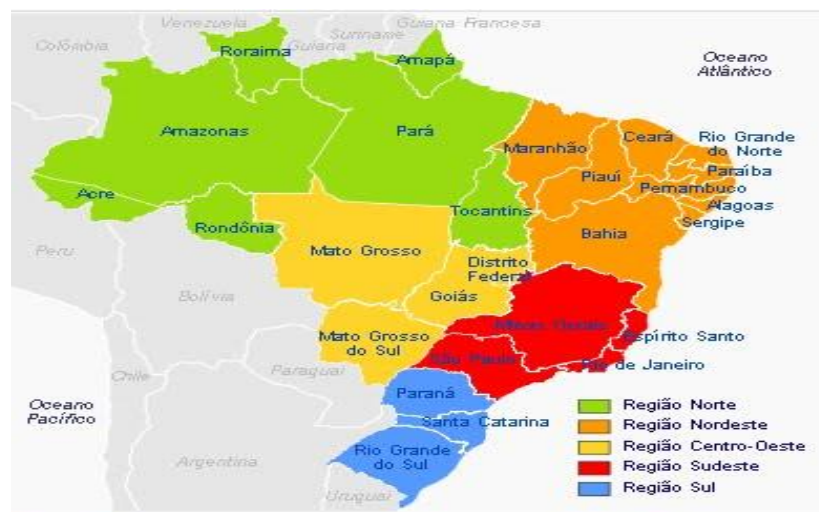 Venezuela
Guiana Francesa
Suriname
Colômbia
Guiana
Roraima
Amapá
Oceano
Atlântico
Amazonas
Pará
Maranhão
Ceará
Rio Grande
do Norte
Piauí
Paraíba
Pernambuco
Acre
Tocantins
Alagoas
Rondônia
Sergipe
Bahia
Peru
Mato Grosso
Distrito
Federal
Bolívia
Goiás
Minas Gerais
Mato Grosso
do Sul
Espírito Santo
São Paulo
Rio de Janeiro
Paraguai
Chile
Paraná
Oceano
Pacífico
Santa Catarina
Rio Grande
do Sul
Argentina
Uruguai
Região Norte
Região Nordeste
Região Centro-Oeste
Região Sudeste
Região Sul